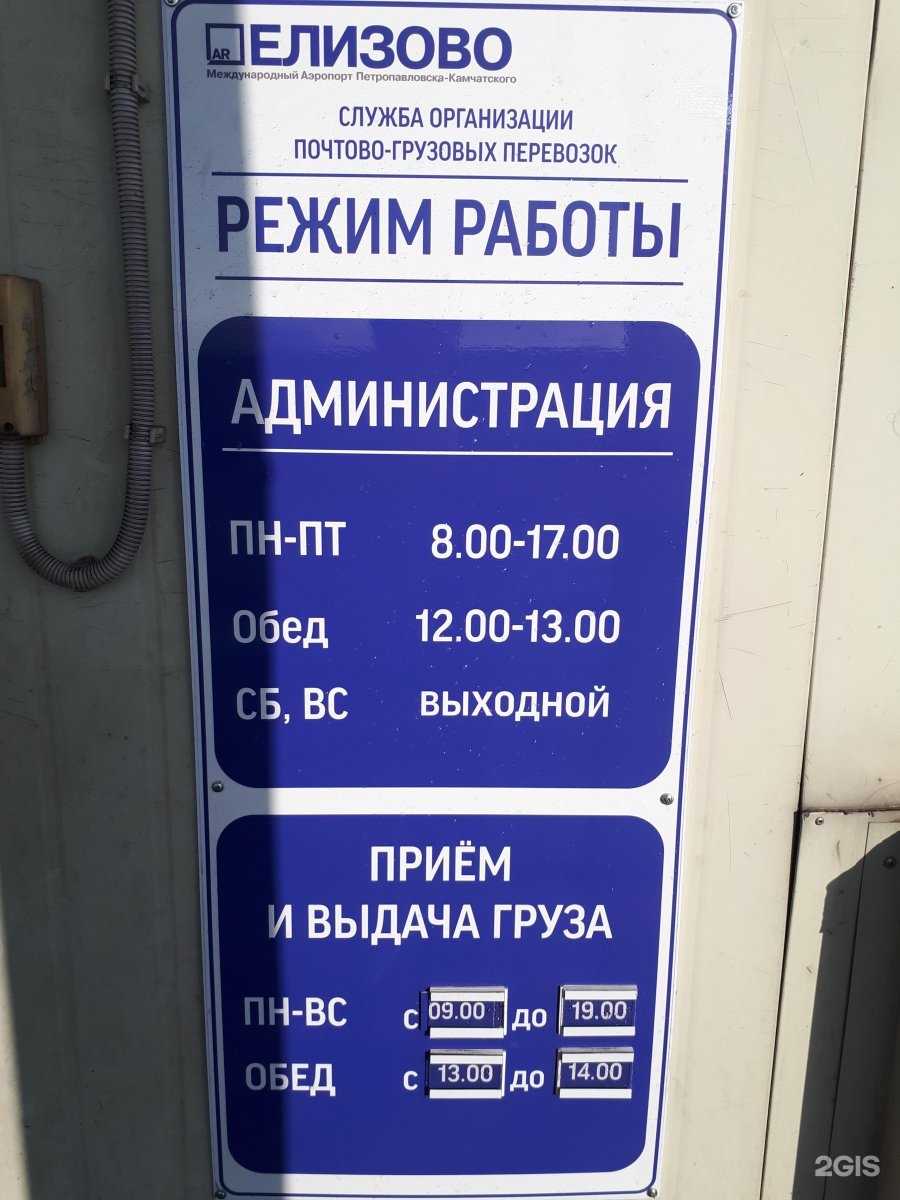 AR ЕЛИЗОВО
Международный Аэропорт Петропавловска-Камчатского
СЛУЖБА ОРГАНИЗАЦИИ
ПОЧТОВО-ГРУЗОВЫХ ПЕРЕВОЗОК
РЕЖИМ РАБОТЫ
АДМИНИСТРАЦИЯ
ПН-ПТ 8.00-17.00
Обед 12.00-13.00
СБ, ВС выходной
ПРИЁМ
И ВЫДАЧА ГРУЗА
ПН-ВС с 09.00 до 19.00
ОБЕД с 13.00 до 14.00
2GIS